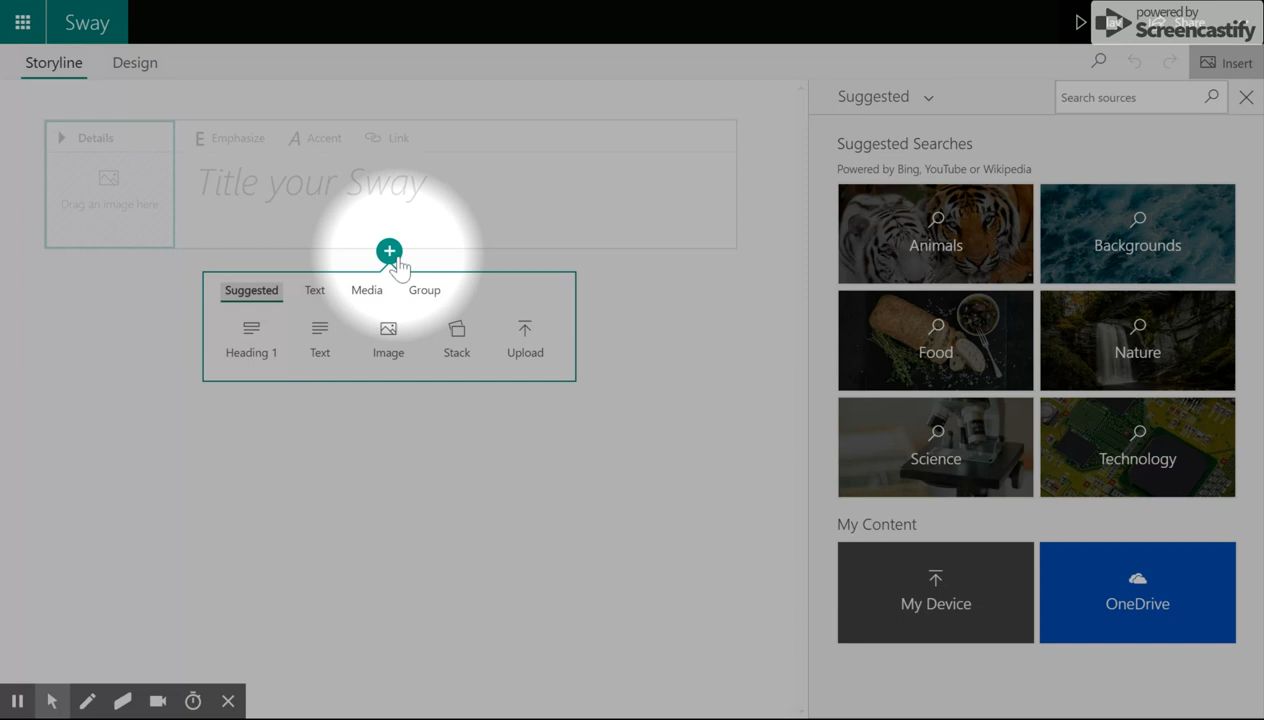 Sway
powered by
Screencastify
Share
Storyline
Design
Insert
Suggested
Search sources
Details
Emphasize
Accent
Link
Title your Sway
Drag an image here
Suggested Searches
Powered by Bing, YouTube or Wikipedia
Animals
Backgrounds
Suggested
Text
Media
Group
Heading 1
Text
Image
Stack
Upload
Food
Nature
Science
Technology
My Content
My Device
OneDrive